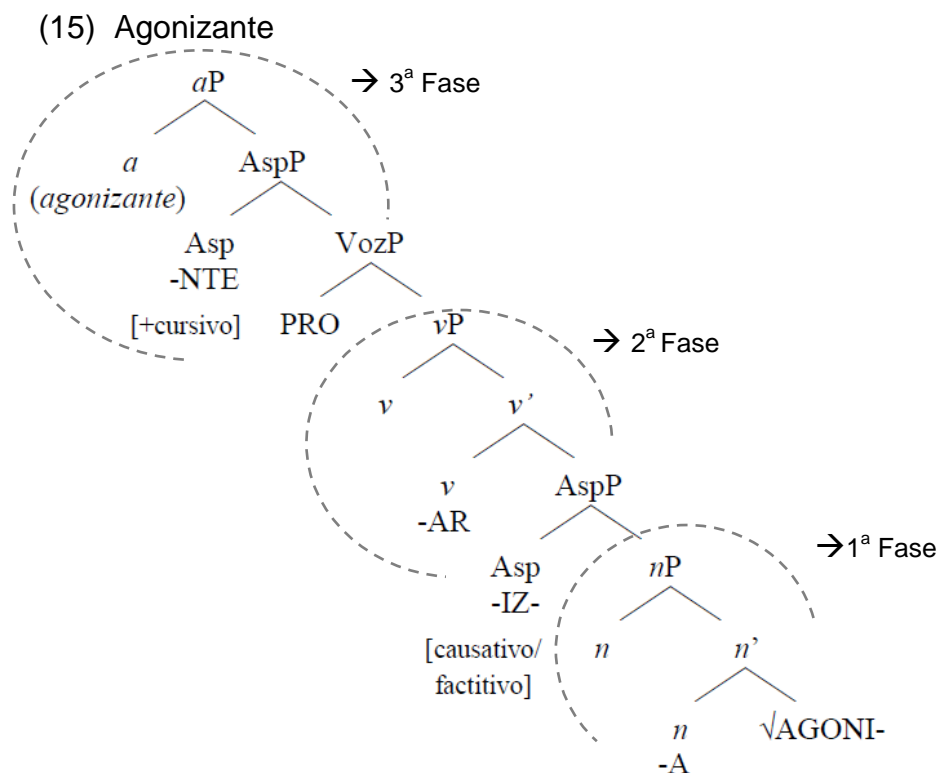 (15) Agonizante
aP → 3ª Fase
a AspP
(agonizante)
Asp VozP
-NTE
[+cursivo] PRO vP → 2ª Fase
v v’
v AspP
-AR
Asp nP →1ª Fase
-IZ-
[causativo/ n n’
factitivo]
n √AGONI-
-A